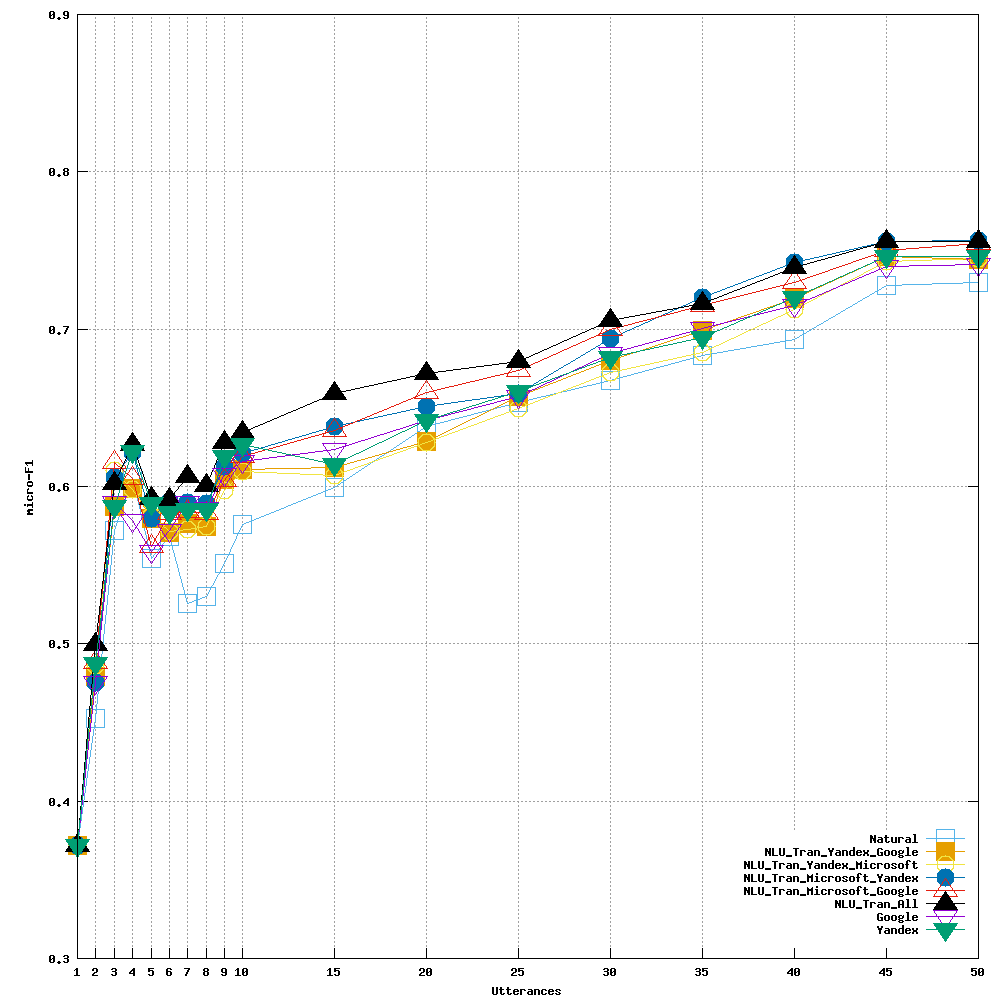 0.9
0.8
0.7
0.6
0.5
0.4
0.3
micro-F1
1 2 3 4 5 6 7 8 9 10 15 20 25 30 35 40 45 50
Utterances
Natural
NLU_Tran_Yandex_Google
NLU_Tran_Yandex_Microsoft
NLU_Tran_Microsoft_Yandex
NLU_Tran_Microsoft_Google
NLU_Tran_All
Google
Yandex